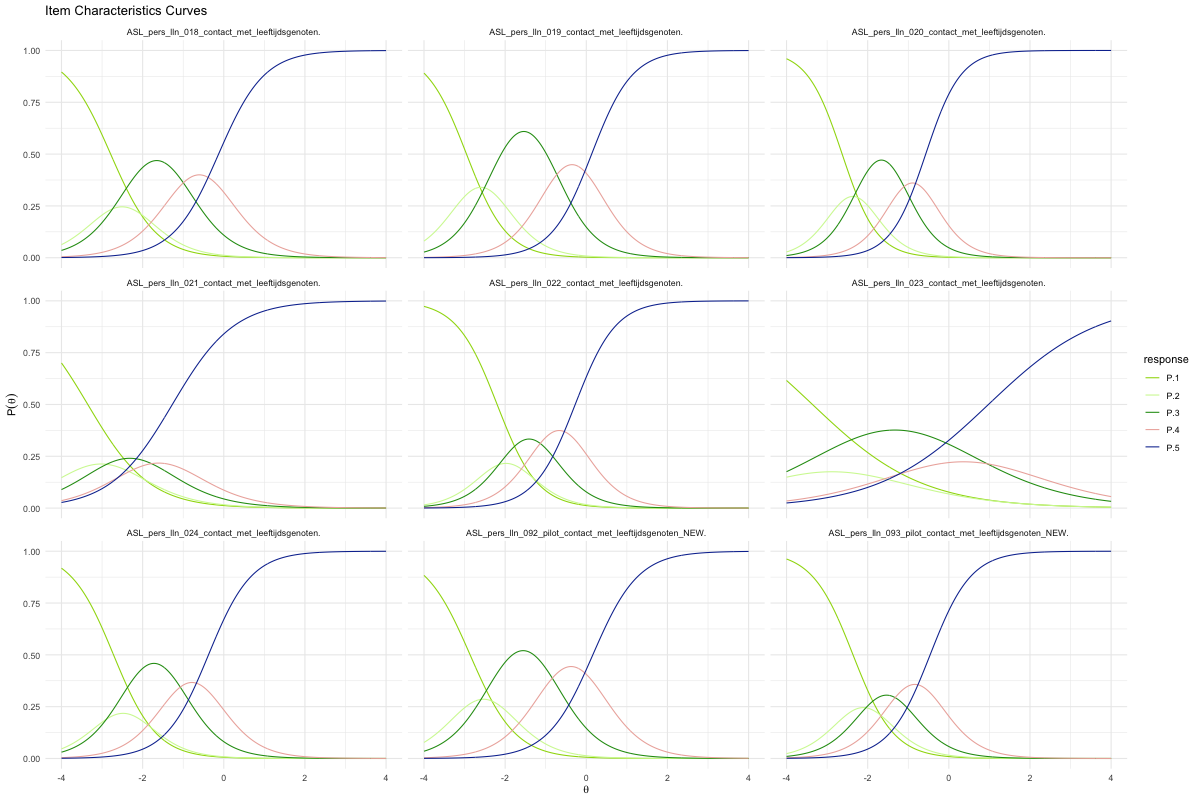 Item Characteristics Curves
ASL_pers_lln_018_contact_met_leeftijdsgenoten.
ASL_pers_lln_019_contact_met_leeftijdsgenoten.
ASL_pers_lln_020_contact_met_leeftijdsgenoten.
1.00
0.75
0.50
0.25
0.00
ASL_pers_lln_021_contact_met_leeftijdsgenoten.
ASL_pers_lln_022_contact_met_leeftijdsgenoten.
ASL_pers_lln_023_contact_met_leeftijdsgenoten.
1.00
0.75
0.50
0.25
0.00
P(θ)
response
P.1
P.2
P.3
P.4
P.5
ASL_pers_lln_024_contact_met_leeftijdsgenoten.
ASL_pers_lln_092_pilot_contact_met_leeftijdsgenoten_NEW.
ASL_pers_lln_093_pilot_contact_met_leeftijdsgenoten_NEW.
1.00
0.75
0.50
0.25
0.00
-4 -2 0 2 4
-4 -2 0 2 4
-4 -2 0 2 4
θ